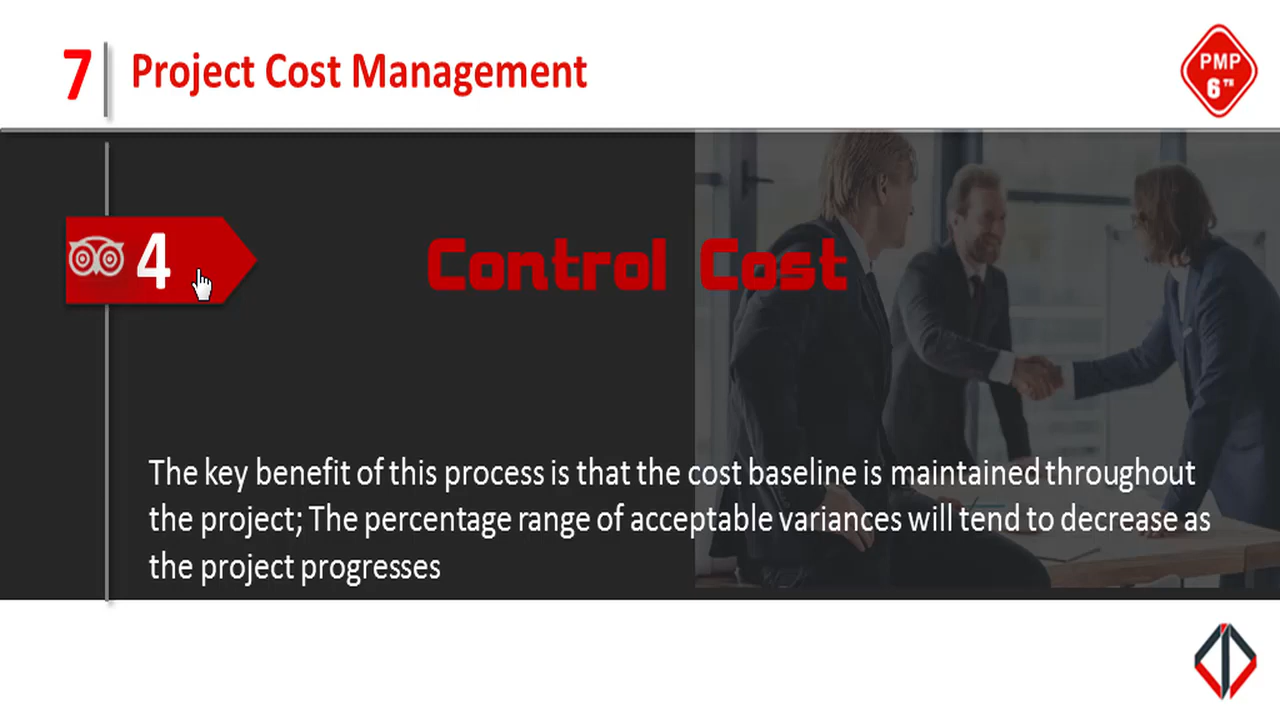 7 Project Cost Management
PMP
6TH
4 Control Cost
The key benefit of this process is that the cost baseline is maintained throughout
the project; The percentage range of acceptable variances will tend to decrease as
the project progresses